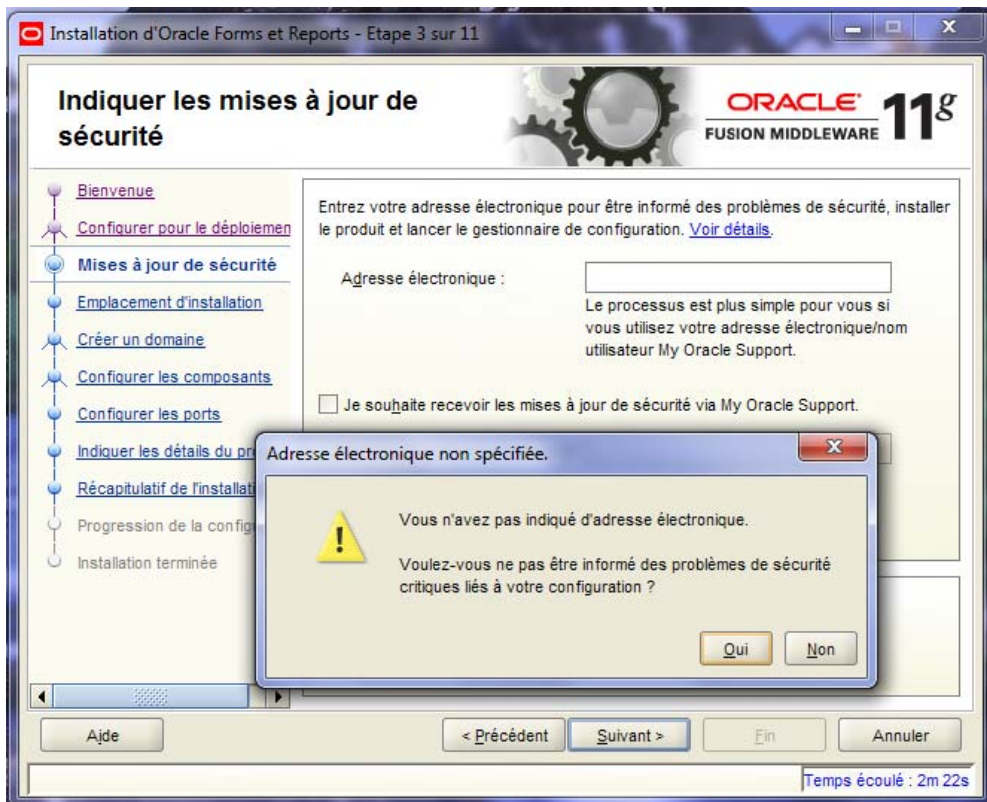 Installation d'Oracle Forms et Reports - Etape 3 sur 11
Indiquer les mises à jour de
sécurité
ORACLE
FUSION MIDDLEWARE 11g
Bienvenue
Configurer pour le déploiemen
Mises à jour de sécurité
Emplacement d'installation
Créer un domaine
Configurer les composants
Configurer les ports
Indiquer les détails du pr
Récapitulatif de l'installati
Progression de la config
Installation terminée
Entrez votre adresse électronique pour être informé des problèmes de sécurité, installer
le produit et lancer le gestionnaire de configuration. Voir détails.
Adresse électronique :
Le processus est plus simple pour vous si
vous utilisez votre adresse électronique/nom
utilisateur My Oracle Support.
Je souhaite recevoir les mises à jour de sécurité via My Oracle Support.
Adresse électronique non spécifiée.
Vous n'avez pas indiqué d'adresse électronique.
Voulez-vous ne pas être informé des problèmes de sécurité
critiques liés à votre configuration ?
Oui Non
Aide < Précédent Suivant > Fin Annuler
Temps écoulé : 2m 22s